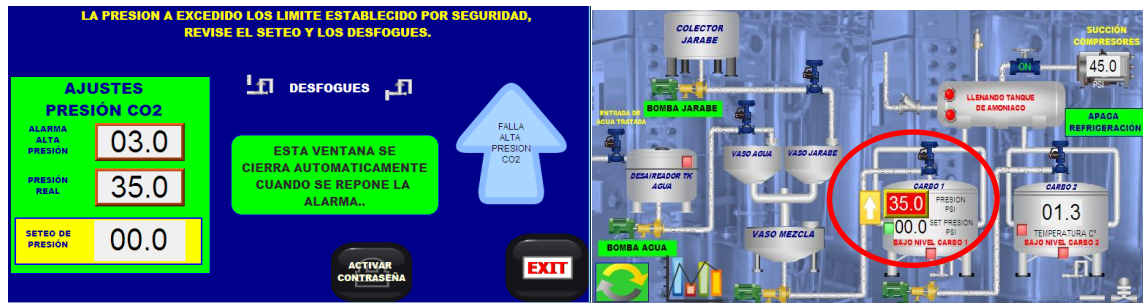 LA PRESION A EXCEDIDO LOS LIMITE ESTABLECIDO POR SEGURIDAD,
REVISE EL SETEO Y LOS DESFOGUES.
AJUSTES
PRESIÓN CO2
ALARMA
ALTA
PRESIÓN
03.0
PRESIÓN
REAL
35.0
SETEO DE
PRESIÓN
00.0
DESFOGUES
ESTA VENTANA SE
CIERRA AUTOMATICAMENTE
CUANDO SE REPONE LA
ALARMA..
FALLA
ALTA
PRESION
CO2
ACTIVAR
CONTRASEÑA
EXIT
COLECTOR
JARABE
BOMBA JARABE
ENTRADA DE
AGUA TRATADA
DESAIREADOR TK
AGUA
BOMBA AGUA
VASO AGUA
VASO JARABE
VASO MEZCLA
LLENANDO TANQUE
DE AMONIACO
ON
SUCCIÓN
COMPRESORES
45.0
PSI
APAGA
REFRIGERACIÓN
CARBO 1
35.0
PRESION
PSI
00.0
SET PRESION
PSI
BAJO NIVEL CARBO 1
CARBO 2
01.3
TEMPERATURA C°
BAJO NIVEL CARBO 2